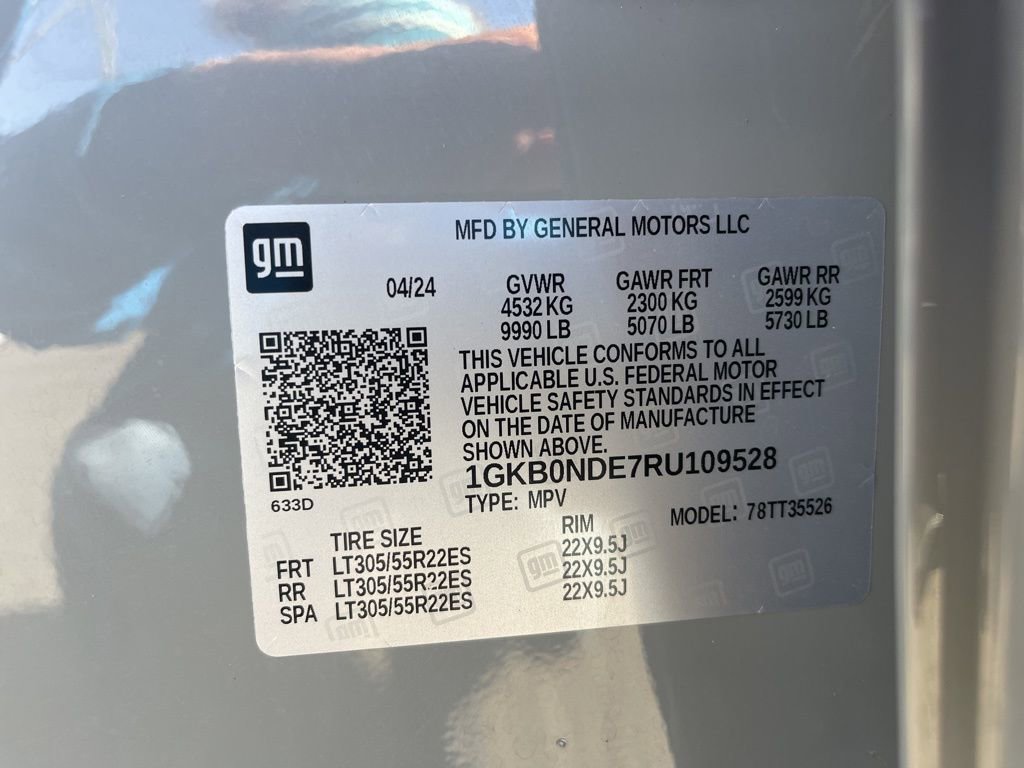 gm
MFD BY GENERAL MOTORS LLC
04/24 GVWR GAWR FRT GAWR RR
4532 KG 2300 KG 2599 KG
9990 LB 5070 LB 5730 LB
THIS VEHICLE CONFORMS TO ALL
APPLICABLE U.S. FEDERAL MOTOR
VEHICLE SAFETY STANDARDS IN EFFECT
ON THE DATE OF MANUFACTURE
SHOWN ABOVE.
1GKB0NDE7RU109528
633D
TYPE: MPV MODEL: 78TT35526
TIRE SIZE RIM
FRT LT305/55R22ES 22X9.5J
RR LT305/55R22ES 22X9.5J
SPA LT305/55R22ES 22X9.5J